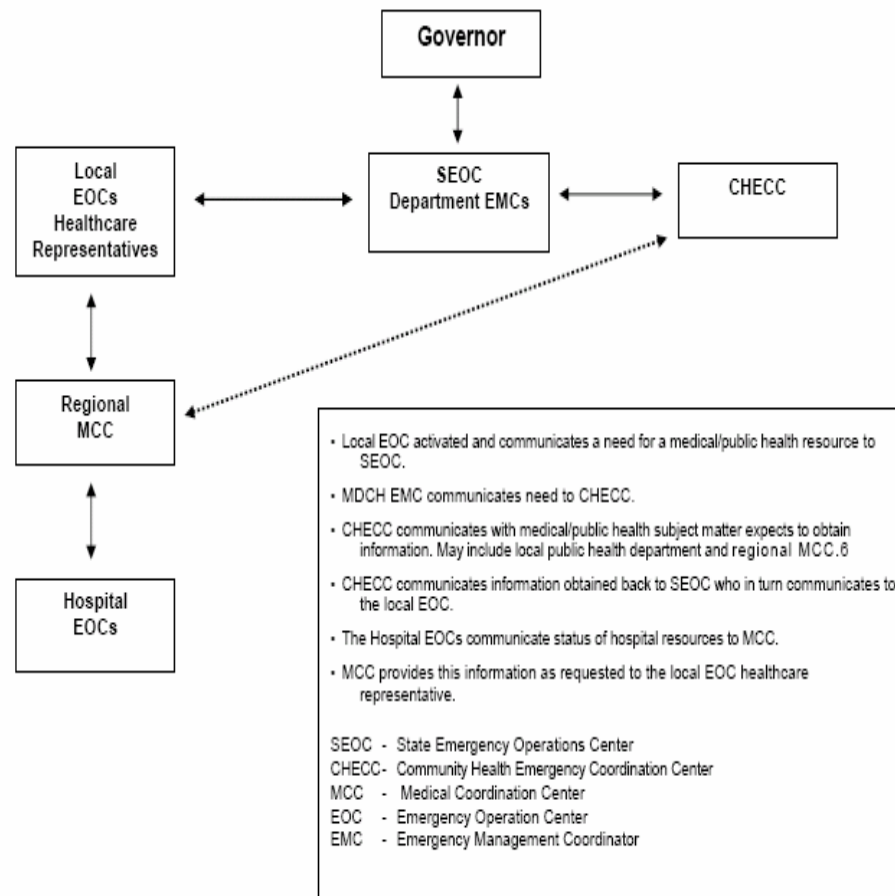 Governor
Local
EOCs
Healthcare
Representatives
SEOC
Department EMCs
CHECC
Regional
MCC
Hospital
EOCs
• Local EOC activated and communicates a need for a medical/public health resource to
SEOC.
• MDCH EMC communicates need to CHECC.
• CHECC communicates with medical/public health subject matter expects to obtain
information. May include local public health department and regional MCC.6
• CHECC communicates information obtained back to SEOC who in turn communicates to
the local EOC.
• The Hospital EOCs communicate status of hospital resources to MCC.
• MCC provides this information as requested to the local EOC healthcare
representative.
SEOC - State Emergency Operations Center
CHECC- Community Health Emergency Coordination Center
MCC - Medical Coordination Center
EOC - Emergency Operation Center
EMC - Emergency Management Coordinator